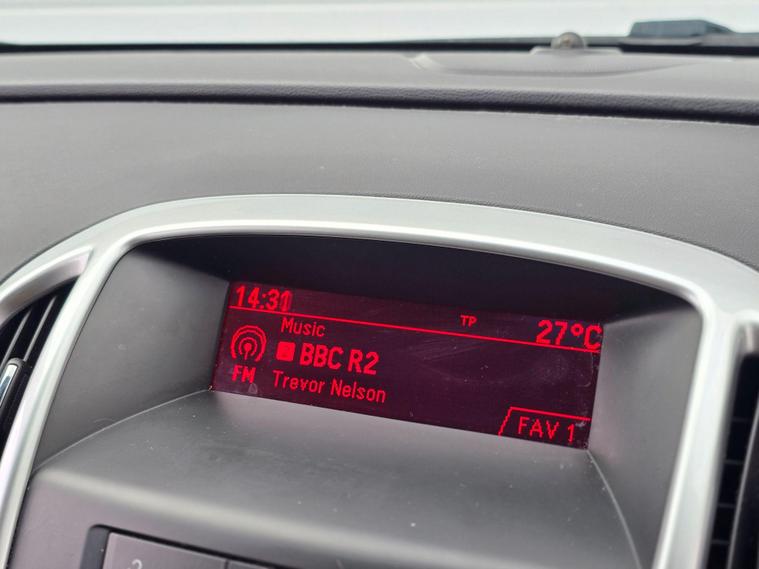 14:31
TP
27°C
Music
BBC R2
FM
Trevor Nelson
FAV 1